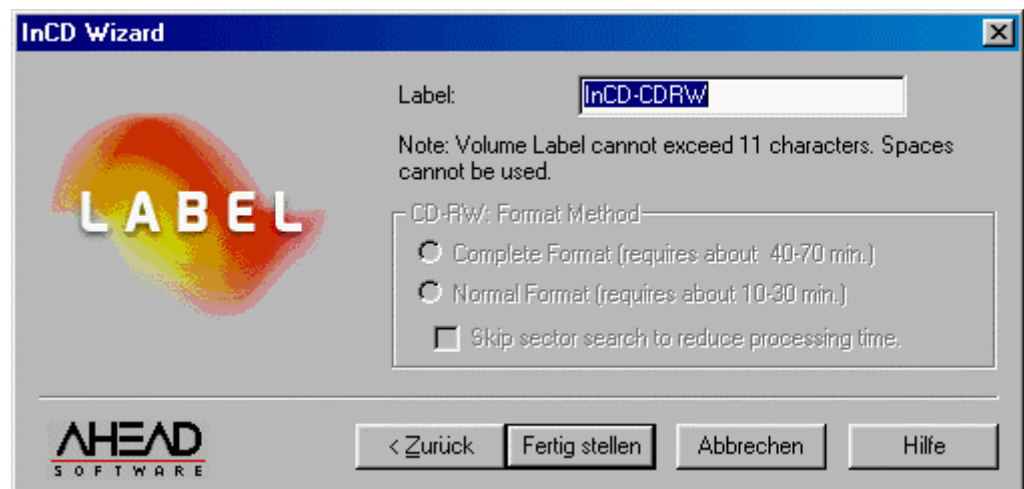 InCD Wizard
Label: InCD-CDRW
Note: Volume Label cannot exceed 11 characters. Spaces
cannot be used.
LABEL
CD-RW: Format Method
Complete Format (requires about 40-70 min.)
Normal Format (requires about 10-30 min.)
Skip sector search to reduce processing time.
AHEAD
SOFTWARE
< Zurück Fertig stellen Abbrechen Hilfe